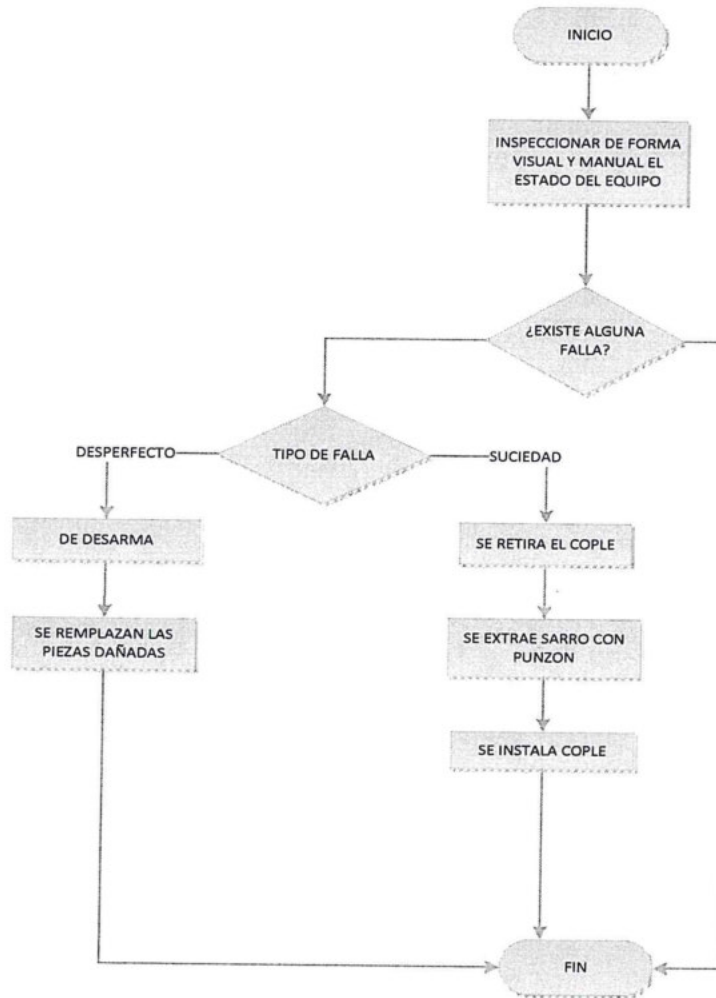 INICIO
INSPECCIONAR DE FORMA
VISUAL Y MANUAL EL
ESTADO DEL EQUIPO
¿EXISTE ALGUNA
FALLA?
TIPO DE FALLA
DESPERFECTO
SUCIEDAD
DE DESARMA
SE RETIRA EL COPLE
SE REMPLAZAN LAS
PIEZAS DAÑADAS
SE EXTRAE SARRO CON
PUNZON
SE INSTALA COPLE
FIN